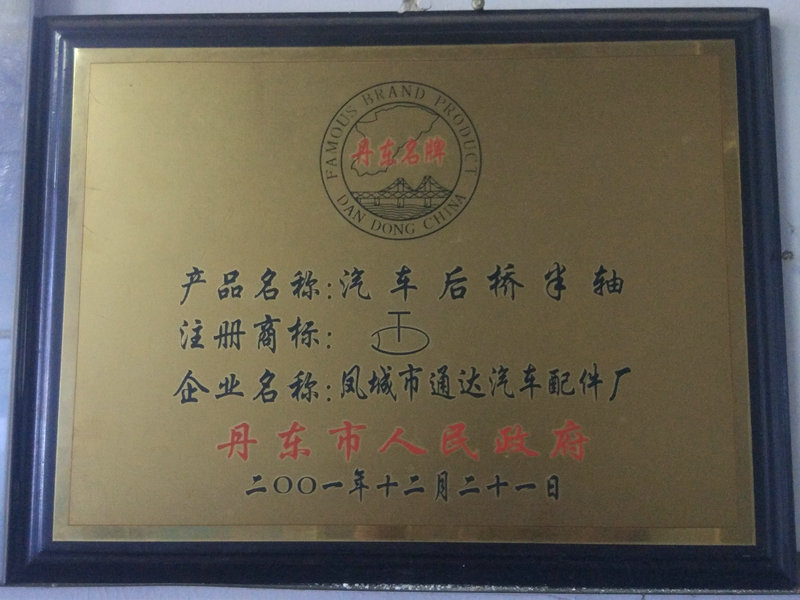 FAMOUS BRAND PRODUCT
丹东名牌
DAN DONG CHINA
产品名称:汽车后桥半轴
注册商标:
企业名称:凤城市通达汽车配件厂
丹东市人民政府
二〇〇一年十二月二十一日